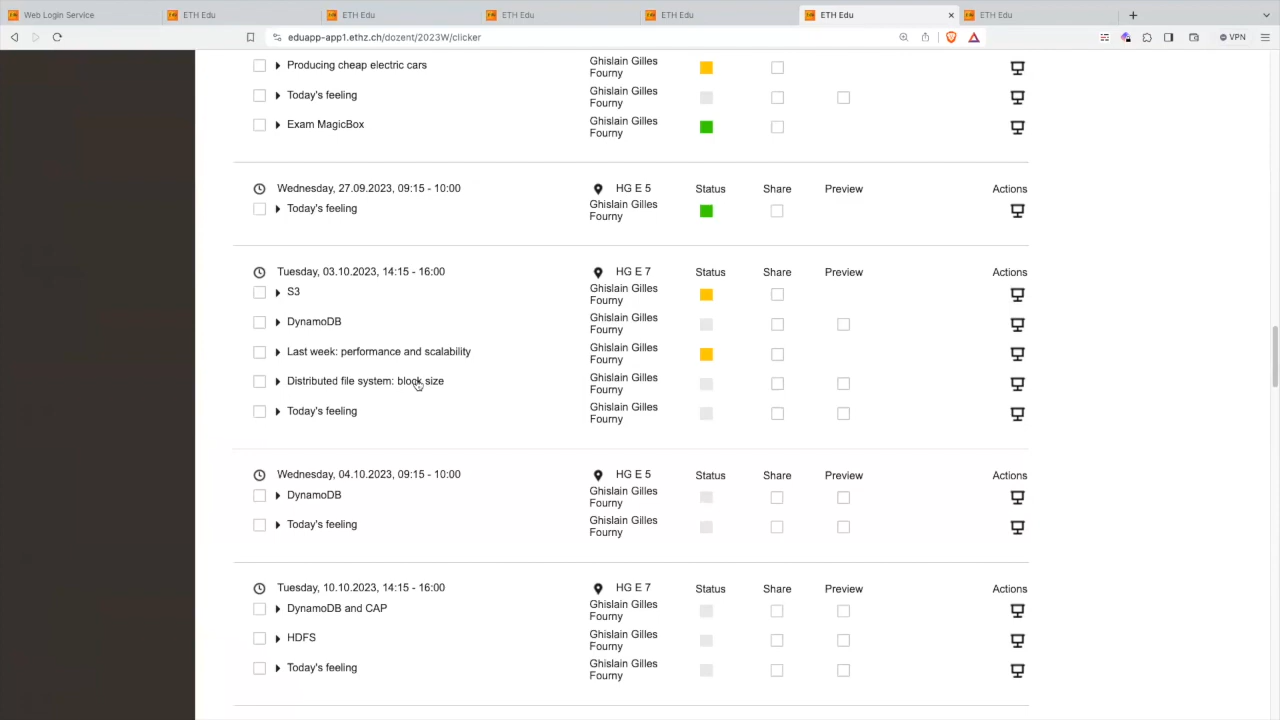 Web Login Service
ETH Edu
ETH Edu
ETH Edu
ETH Edu
ETH Edu
ETH Edu
eduapp-app1.ethz.ch/dozent/2023W/clicker
VPN
Producing cheap electric cars
Ghislain Gilles
Fourny
Today's feeling
Ghislain Gilles
Fourny
Exam MagicBox
Ghislain Gilles
Fourny
Wednesday, 27.09.2023, 09:15 - 10:00 HG E 5 Status Share Preview Actions
Today's feeling
Ghislain Gilles
Fourny
Tuesday, 03.10.2023, 14:15 - 16:00 HG E 7 Status Share Preview Actions
S3
Ghislain Gilles
Fourny
DynamoDB
Ghislain Gilles
Fourny
Last week: performance and scalability
Ghislain Gilles
Fourny
Distributed file system: block size
Ghislain Gilles
Fourny
Today's feeling
Ghislain Gilles
Fourny
Wednesday, 04.10.2023, 09:15 - 10:00 HG E 5 Status Share Preview Actions
DynamoDB
Ghislain Gilles
Fourny
Today's feeling
Ghislain Gilles
Fourny
Tuesday, 10.10.2023, 14:15 - 16:00 HG E 7 Status Share Preview Actions
DynamoDB and CAP
Ghislain Gilles
Fourny
HDFS
Ghislain Gilles
Fourny
Today's feeling
Ghislain Gilles
Fourny